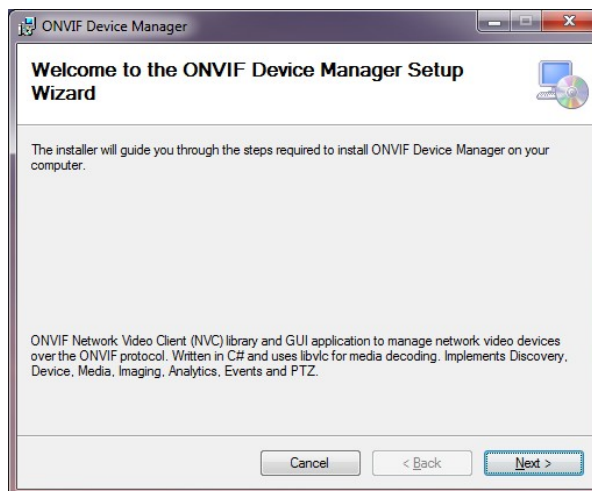 ONVIF Device Manager
Welcome to the ONVIF Device Manager Setup
Wizard
The installer will guide you through the steps required to install ONVIF Device Manager on your
computer.
ONVIF Network Video Client (NVC) library and GUI application to manage network video devices
over the ONVIF protocol. Written in C# and uses libvlc for media decoding. Implements Discovery,
Device, Media, Imaging, Analytics, Events and PTZ.
Cancel
< Back
Next >